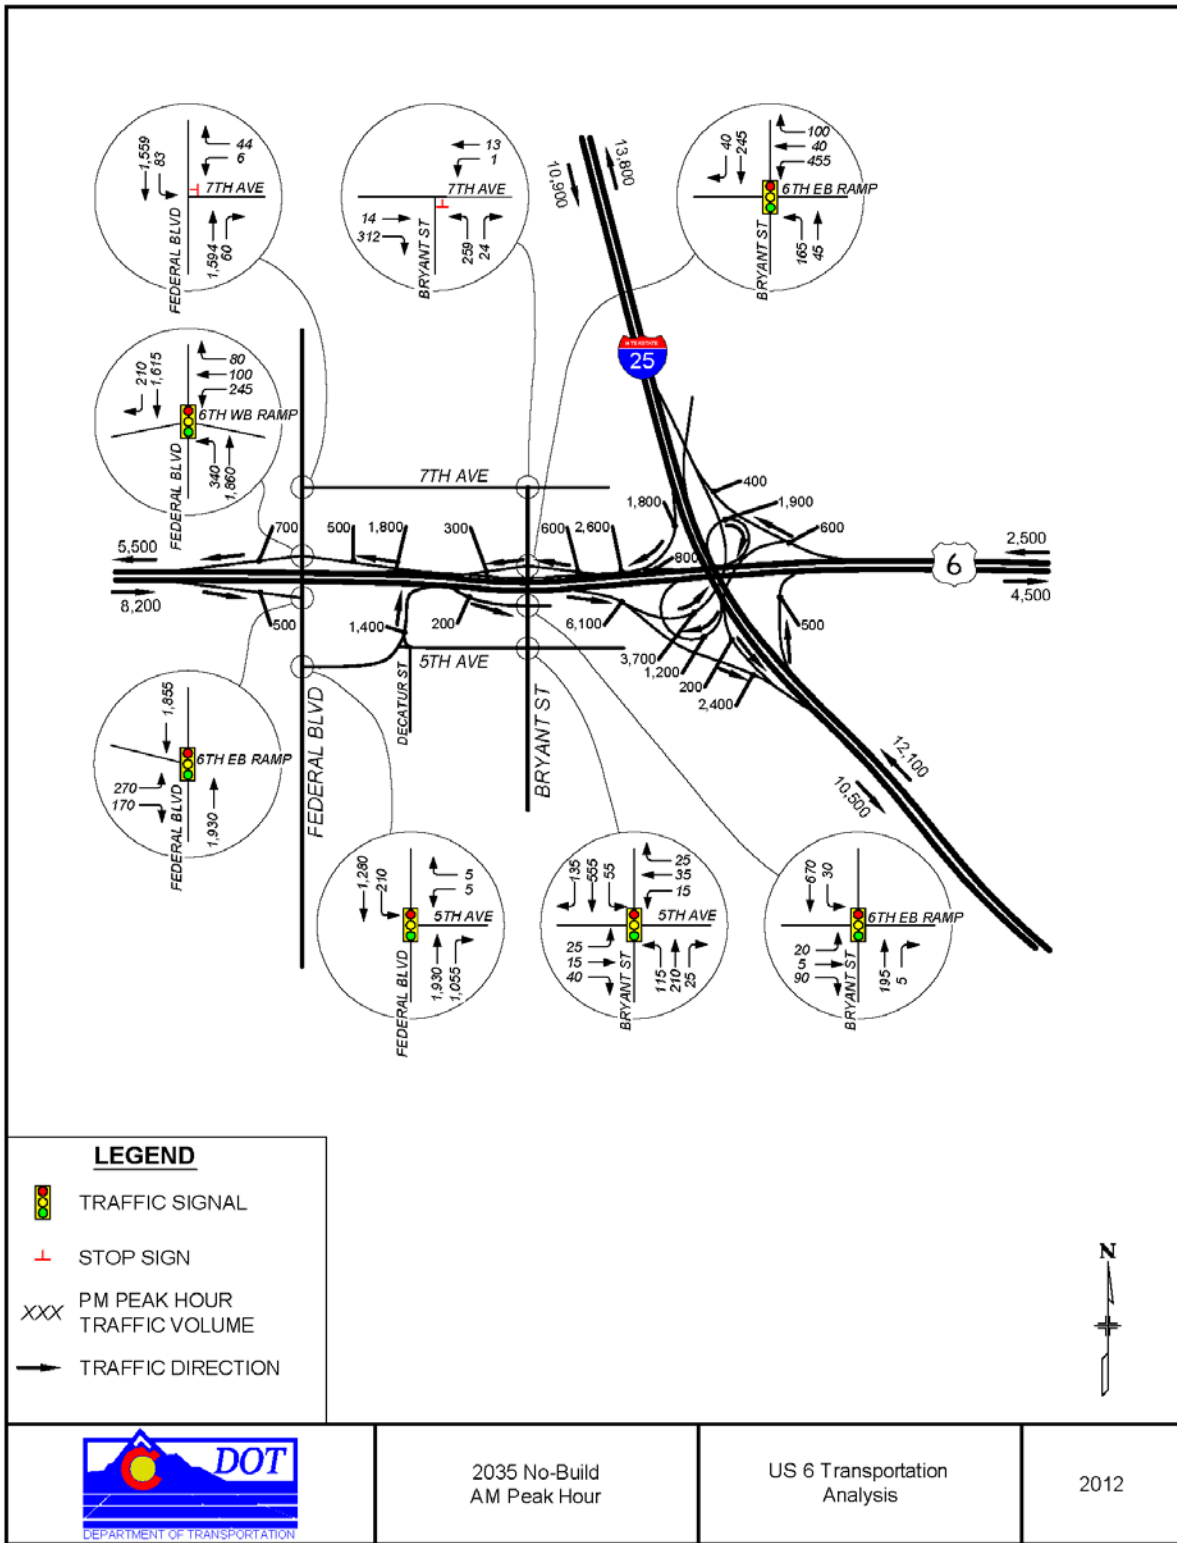 1,559
83
44
6
7TH AVE
FEDERAL BLVD
1,594
60
13
1
7TH AVE
14
312
BRYANT ST
259
24
40
245
100
40
455
6TH EB RAMP
BRYANT ST
165
45
10,900
13,800
INTERSTATE
25
210
1,615
80
100
245
6TH WB RAMP
FEDERAL BLVD
340
1,860
7TH AVE
400
1,800
1,900
700
500
1,800
300
600
2,600
600
800
5,500
2,500
6
8,200
4,500
500
1,400
200
6,100
500
5TH AVE
3,700
1,200
200
2,400
DECATUR ST
FEDERAL BLVD
BRYANT ST
12,100
10,500
1,855
6TH EB RAMP
270
170
FEDERAL BLVD
1,930
1,280
210
5
5
5TH AVE
FEDERAL BLVD
1,930
1,055
135
555
55
25
35
15
5TH AVE
25
15
40
BRYANT ST
115
210
25
670
30
6TH EB RAMP
20
5
90
BRYANT ST
195
5
LEGEND
TRAFFIC SIGNAL
STOP SIGN
XXX PM PEAK HOUR
TRAFFIC VOLUME
TRAFFIC DIRECTION
N
C DOT
DEPARTMENT OF TRANSPORTATION
2035 No-Build
AM Peak Hour
US 6 Transportation
Analysis
2012